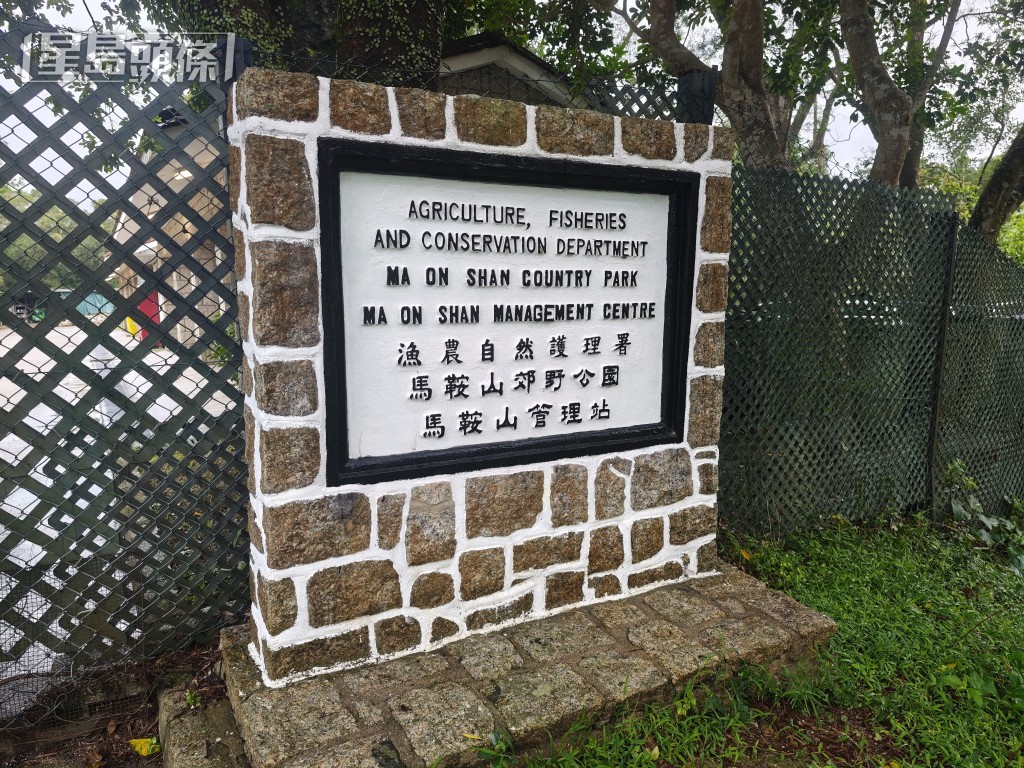 星島頭條
AGRICULTURE, FISHERIES
AND CONSERVATION DEPARTMENT
MA ON SHAN COUNTRY PARK
MA ON SHAN MANAGEMENT CENTRE
漁農自然護理署
馬鞍山郊野公園
馬鞍山管理站